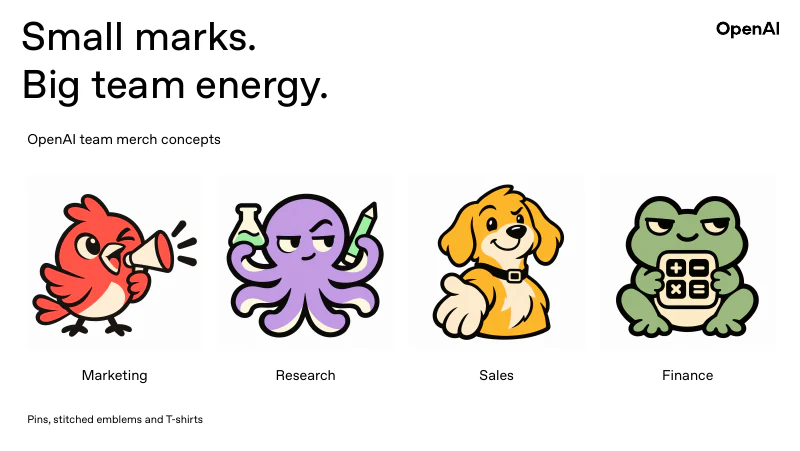 Small marks.
Big team energy.
OpenAI
OpenAI team merch concepts
Marketing
Research
Sales
Finance
Pins, stitched emblems and T-shirts